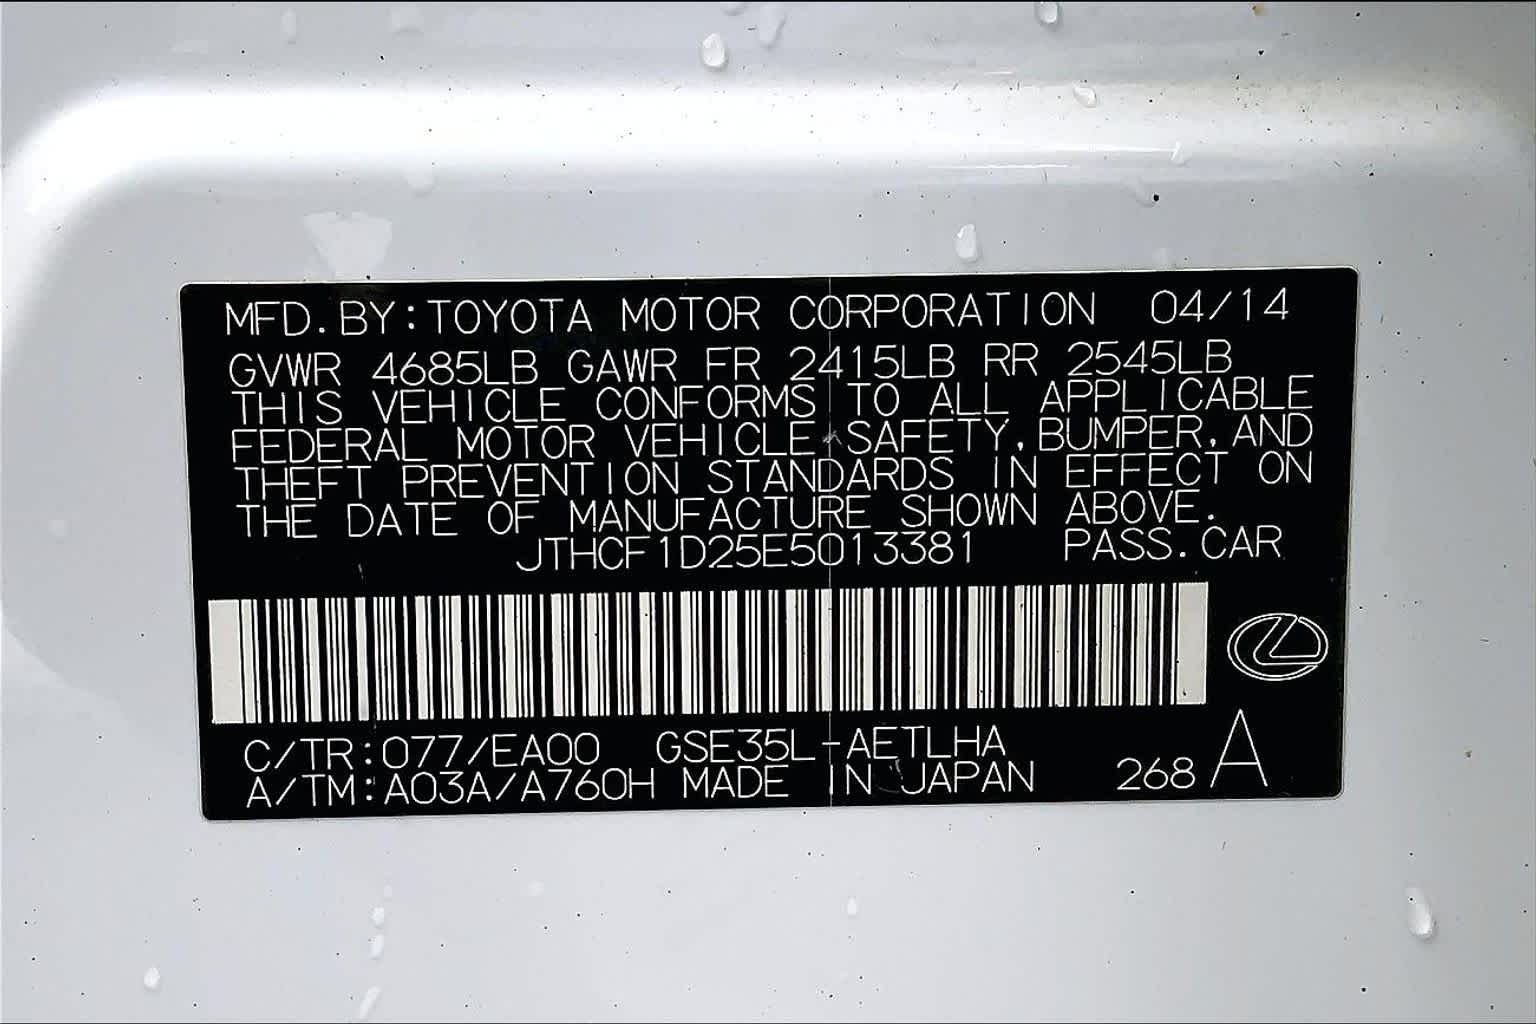 MFD. BY: TOYOTA MOTOR CORPORATION 04/14
GVWR 4685LB GAWR FR 2415LB RR 2545LB
THIS VEHICLE CONFORMS TO ALL APPLICABLE
FEDERAL MOTOR VEHICLE SAFETY, BUMPER, AND
THEFT PREVENTION STANDARDS IN EFFECT ON
THE DATE OF MANUFACTURE SHOWN ABOVE.
JTHCF1D25E5013381 PASS. CAR
C/TR: 077/EA00 GSE35L-AETLHA
A/TM: A03A/A760H MADE IN JAPAN 268 A